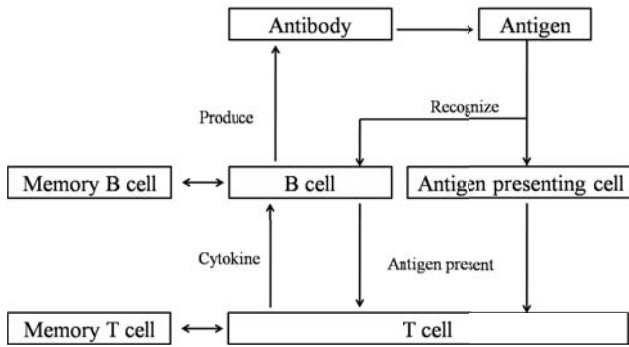 Antibody
Antigen
Produce
Recognize
Memory B cell
B cell
Antigen presenting cell
Cytokine
Antigen present
Memory T cell
T cell